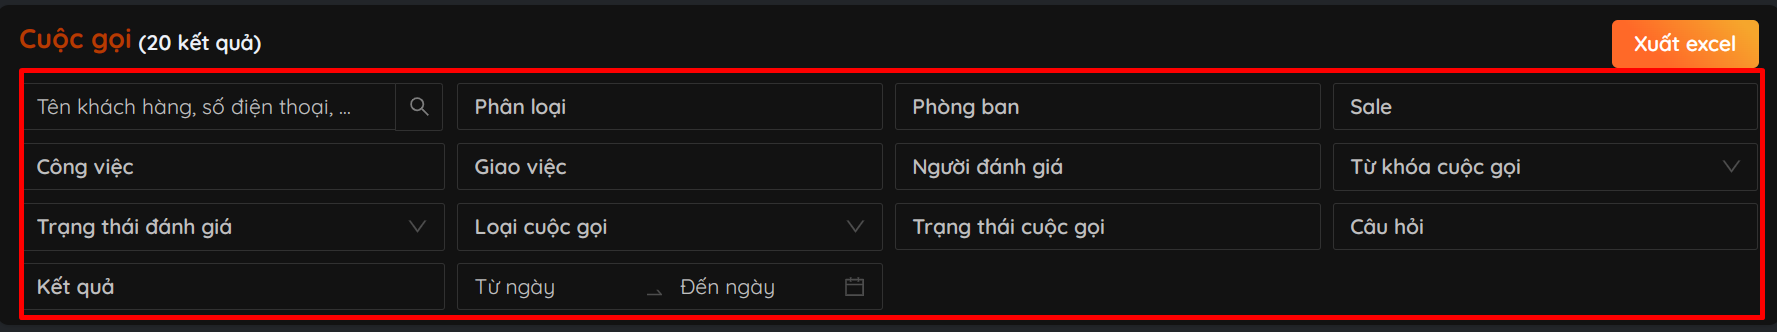 Cuộc gọi (20 kết quả)
Xuất excel
Tên khách hàng, số điện thoại, ...
Phân loại
Phòng ban
Sale
Công việc
Giao việc
Người đánh giá
Từ khóa cuộc gọi
Trạng thái đánh giá
Loại cuộc gọi
Trạng thái cuộc gọi
Câu hỏi
Kết quả
Từ ngày → Đến ngày